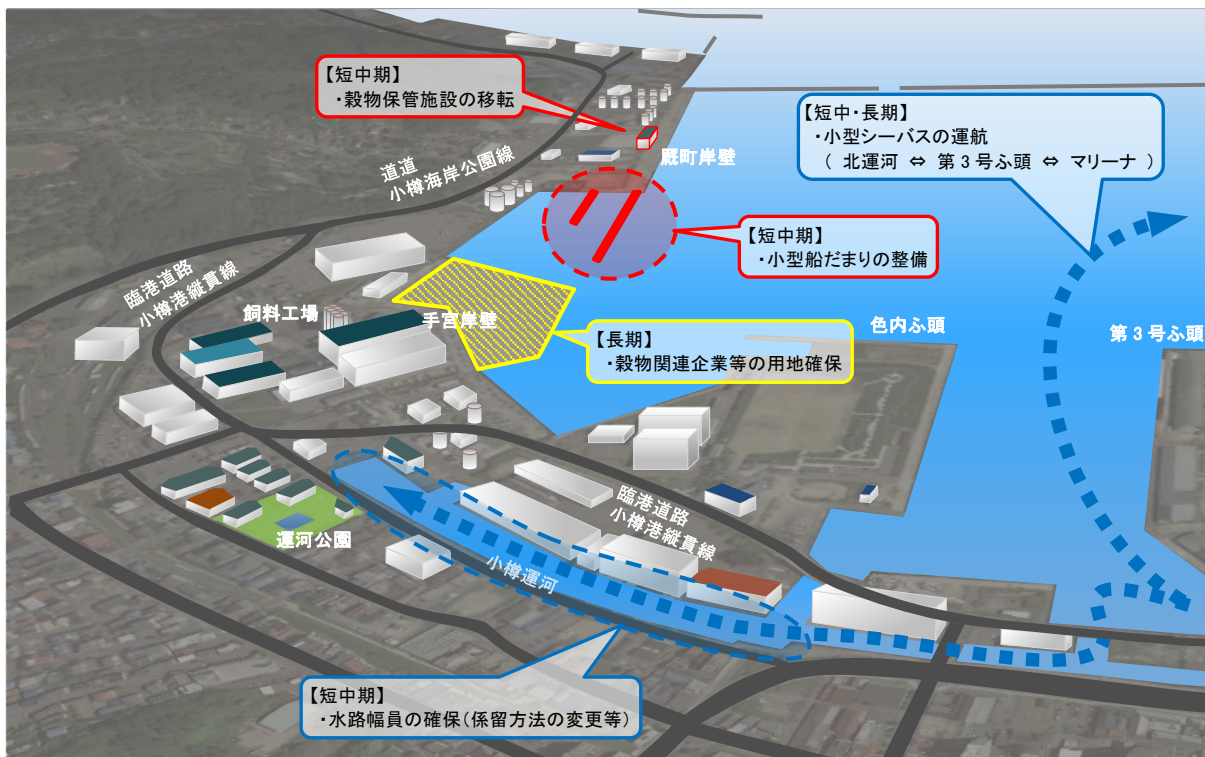 【短中期】
・穀物保管施設の移転
【短中・長期】
・小型シーバスの運航
（ 北運河 ⇔ 第３号ふ頭 ⇔ マリーナ ）
厩町岸壁
道道
小樽海岸公園線
【短中期】
・小型船だまりの整備
臨港道路
小樽港縦貫線
飼料工場
手宮岸壁
色内ふ頭
第３号ふ頭
【長期】
・穀物関連企業等の用地確保
臨港道路
小樽港縦貫線
運河公園
小樽運河
【短中期】
・水路幅員の確保（係留方法の変更等）